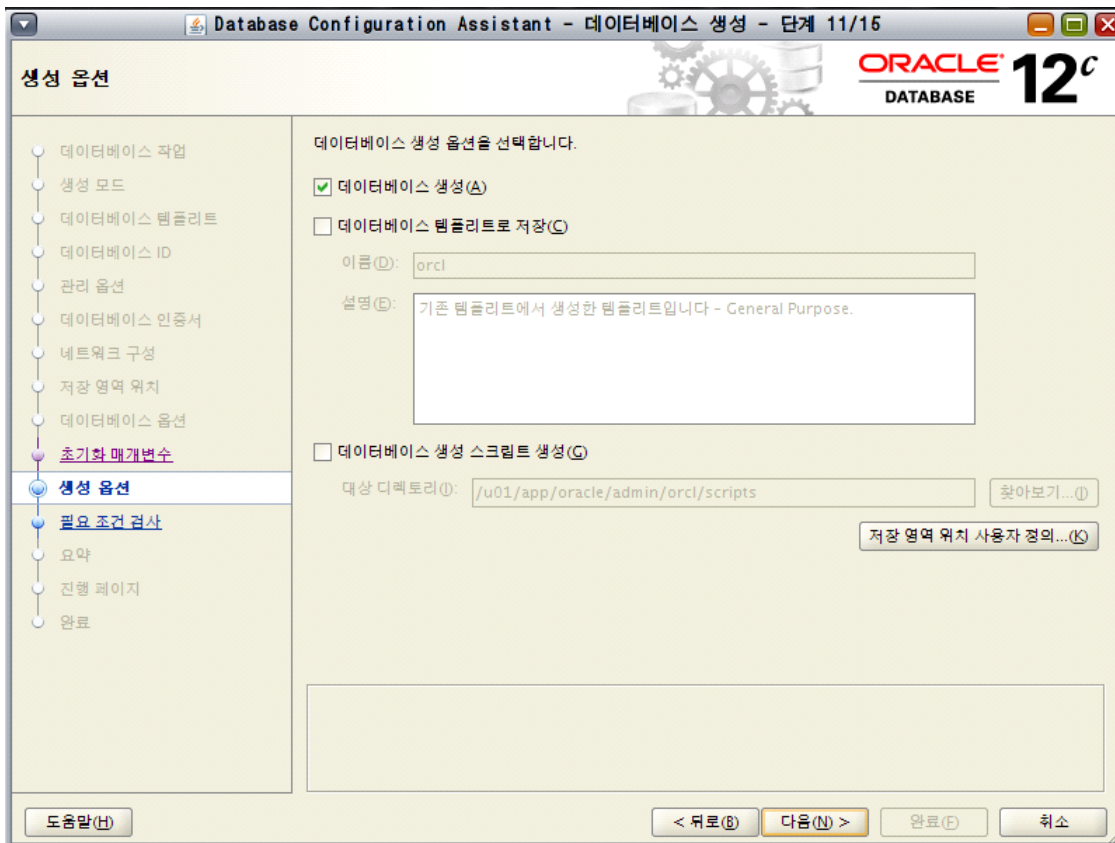 Database Configuration Assistant - 데이터베이스 생성 - 단계 11/15
생성 옵션
ORACLE DATABASE 12c
데이터베이스 작업
생성 모드
데이터베이스 템플리트
데이터베이스 ID
관리 옵션
데이터베이스 인증서
네트워크 구성
저장 영역 위치
데이터베이스 옵션
초기화 매개변수
생성 옵션
필요 조건 검사
요약
진행 페이지
완료
데이터베이스 생성 옵션을 선택합니다.
데이터베이스 생성(A)
데이터베이스 템플리트로 저장(C)
이름(D): orcl
설명(E): 기존 템플리트에서 생성한 템플리트입니다 - General Purpose.
데이터베이스 생성 스크립트 생성(G)
대상 디렉토리(I): /u01/app/oracle/admin/orcl/scripts 찾아보기...(J)
저장 영역 위치 사용자 정의...(K)
도움말(H) < 뒤로(B) 다음(N) > 완료(F) 취소